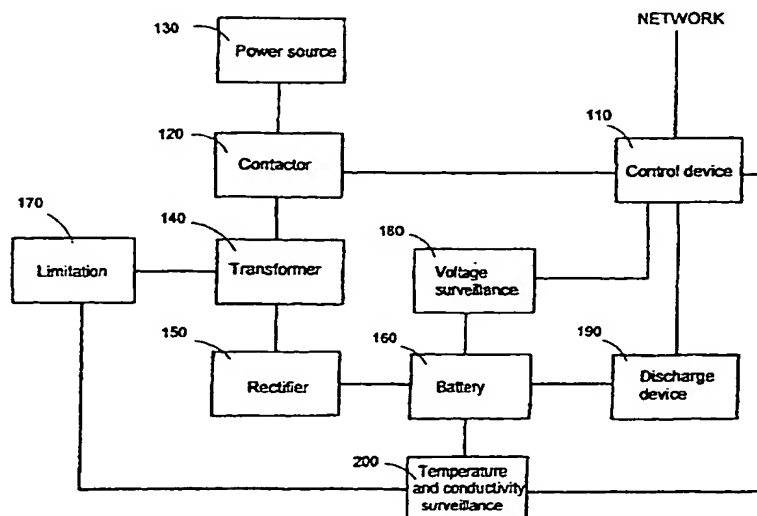 130
Power source
NETWORK
120
Contactor
110
Control device
170
Limitation
140
Transformer
180
Voltage
surveillance
150
Rectifier
160
Battery
190
Discharge
device
200
Temperature
and conductivity
surveillance